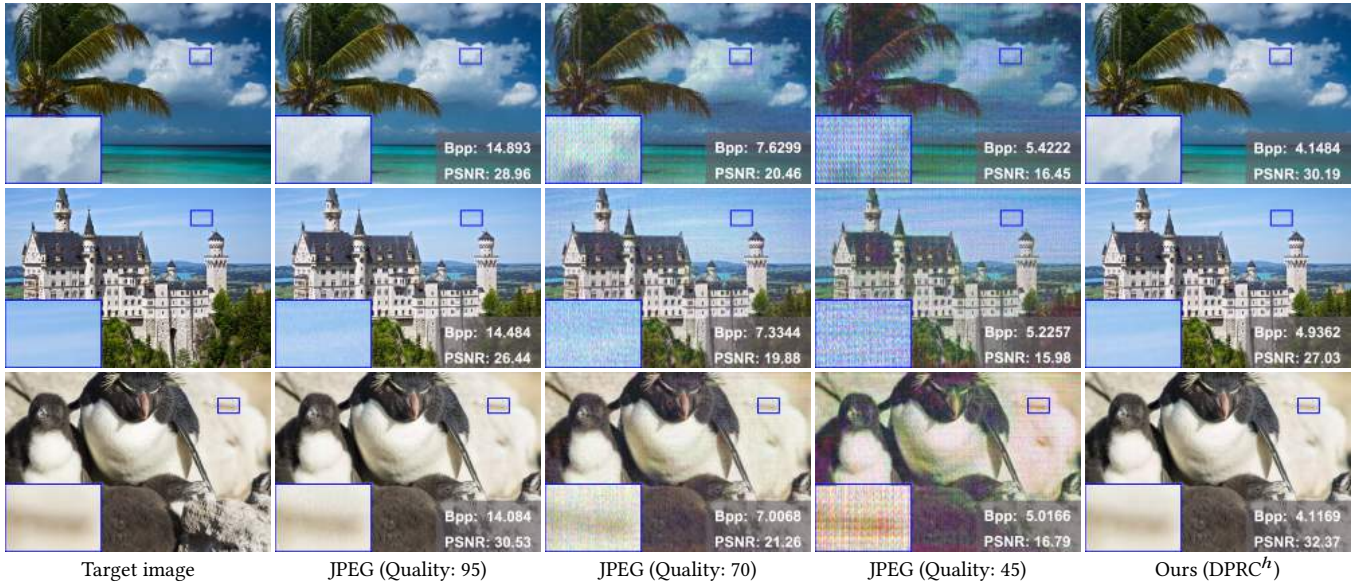 Bpp: 14.893
PSNR: 28.96
Bpp: 7.6299
PSNR: 20.46
Bpp: 5.4222
PSNR: 16.45
Bpp: 4.1484
PSNR: 30.19
Bpp: 14.484
PSNR: 26.44
Bpp: 7.3344
PSNR: 19.88
Bpp: 5.2257
PSNR: 15.98
Bpp: 4.9362
PSNR: 27.03
Bpp: 14.084
PSNR: 30.53
Bpp: 7.0068
PSNR: 21.26
Bpp: 5.0166
PSNR: 16.79
Bpp: 4.1169
PSNR: 32.37
Target image
JPEG (Quality: 95)
JPEG (Quality: 70)
JPEG (Quality: 45)
Ours (DPRCʰ)